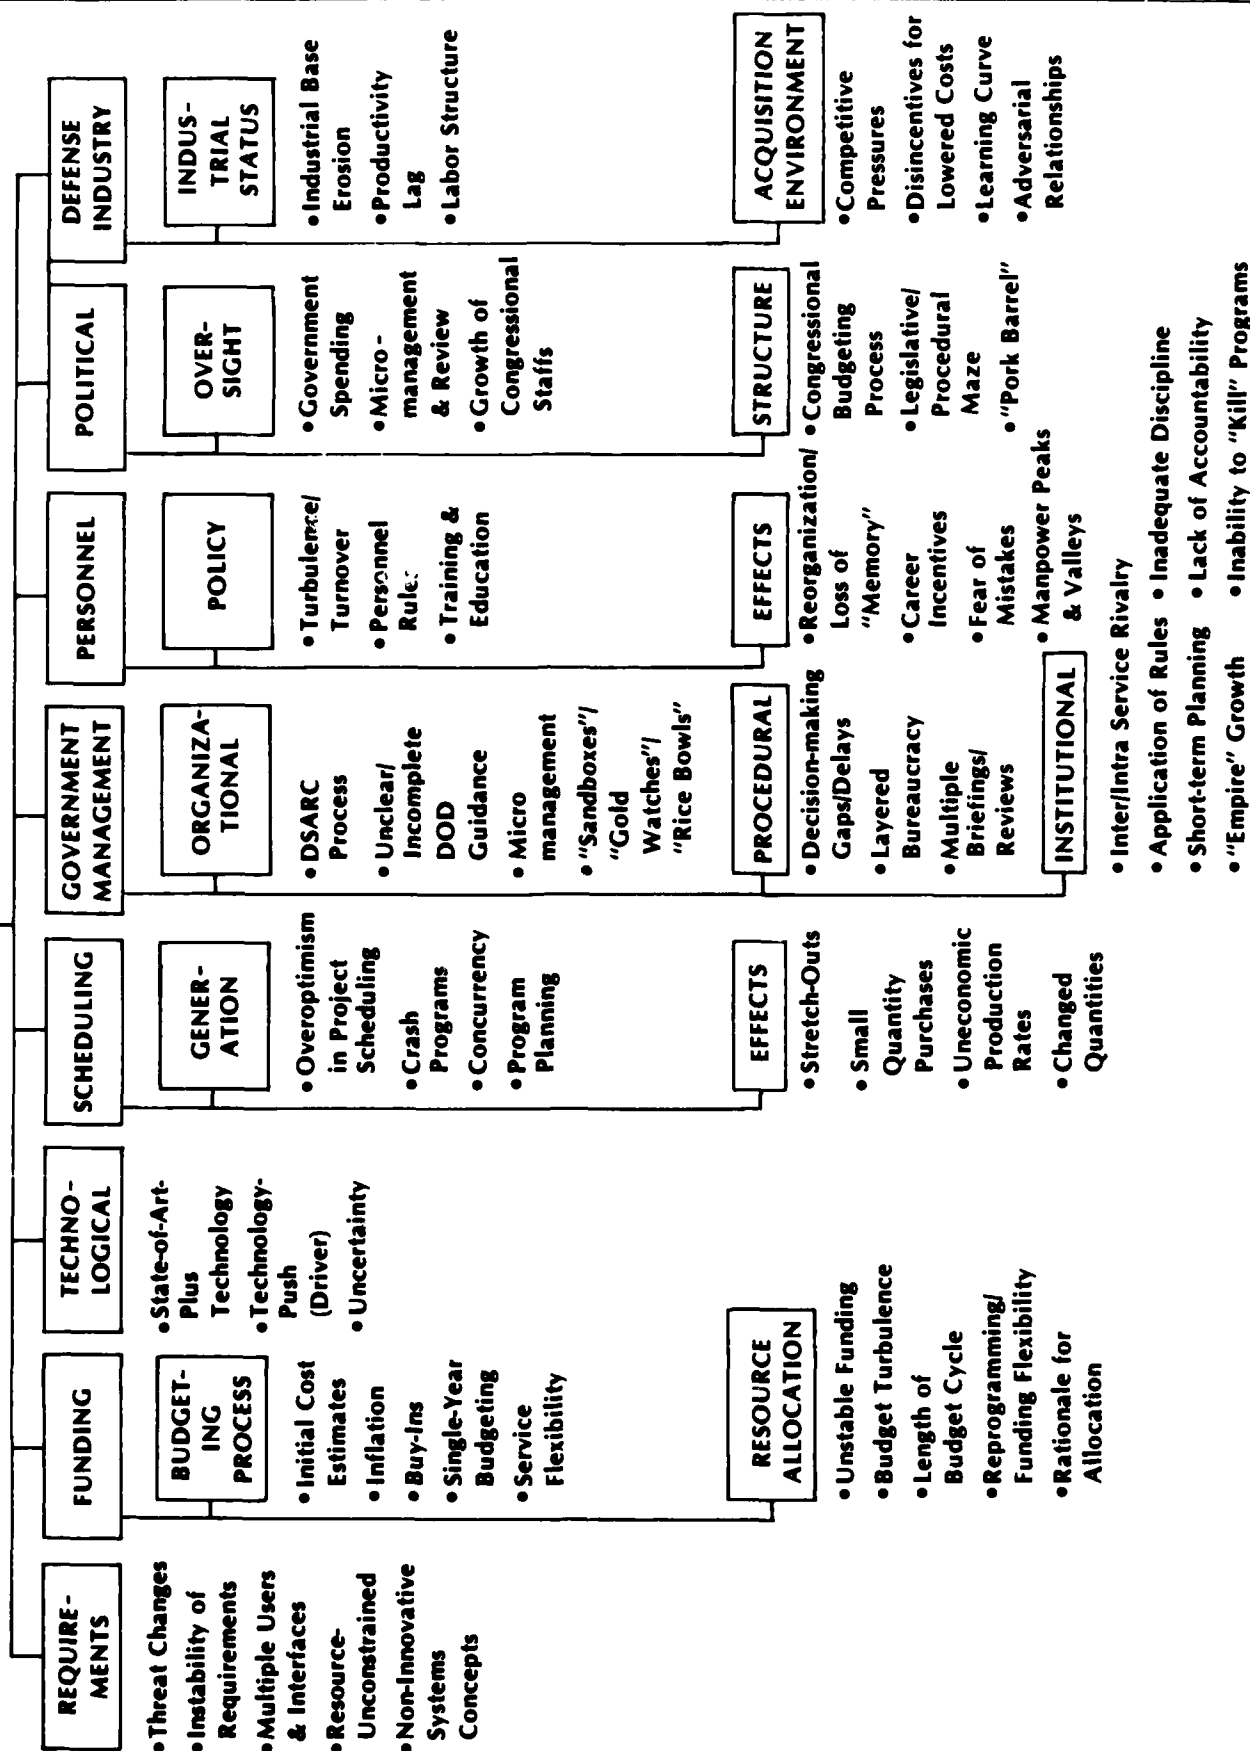 REQUIRE-
MENTS
•Threat Changes
•Instability of
Requirements
•Multiple Users
& Interfaces
•Resource-
Unconstrained
•Non-Innovative
Systems
Concepts
FUNDING
BUDGET-
ING
PROCESS
•Initial Cost
Estimates
•Inflation
•Buy-Ins
•Single-Year
Budgeting
•Service
Flexibility
RESOURCE
ALLOCATION
•Unstable Funding
•Budget Turbulence
•Length of
Budget Cycle
•Reprogramming/
Funding Flexibility
•Rationale for
Allocation
TECHNO-
LOGICAL
•State-of-Art-
Plus
Technology
•Technology-
Push
(Driver)
•Uncertainty
SCHEDULING
GENER-
ATION
•Overoptimism
in Project
Scheduling
•Crash
Programs
•Concurrency
•Program
Planning
EFFECTS
•Stretch-Outs
•Small
Quantity
Purchases
•Uneconomic
Production
Rates
•Changed
Quantities
GOVERNMENT
MANAGEMENT
ORGANIZA-
TIONAL
•DSARC
Process
•Unclear/
Incomplete
DOD
Guidance
•Micro
management
•"Sandboxes"/
"Gold
Watches"/
"Rice Bowls"
PROCEDURAL
•Decision-making
Gaps/Delays
•Layered
Bureaucracy
•Multiple
Briefings/
Reviews
INSTITUTIONAL
•Inter/Intra Service Rivalry
•Application of Rules
•Short-term Planning
•"Empire" Growth
•Inadequate Discipline
•Lack of Accountability
•Inability to "Kill" Programs
PERSONNEL
POLICY
•Turbulence/
Turnover
•Personnel
•Training &
Education
EFFECTS
•Reorganization/
Loss of
"Memory"
•Career
Incentives
•Fear of
Mistakes
•Manpower Peaks
& Valleys
POLITICAL
OVER-
SIGHT
•Government
Spending
•Micro-
management
& Review
•Growth of
Congressional
Staffs
STRUCTURE
•Congressional
Budgeting
Process
•Legislative/
Procedural
Maze
•"Pork Barrel"
DEFENSE
INDUSTRY
INDUS-
TRIAL
STATUS
•Industrial Base
Erosion
•Productivity
Lag
•Labor Structure
ACQUISITION
ENVIRONMENT
•Competitive
Pressures
•Disincentives for
Lowered Costs
•Learning Curve
•Adversarial
Relationships